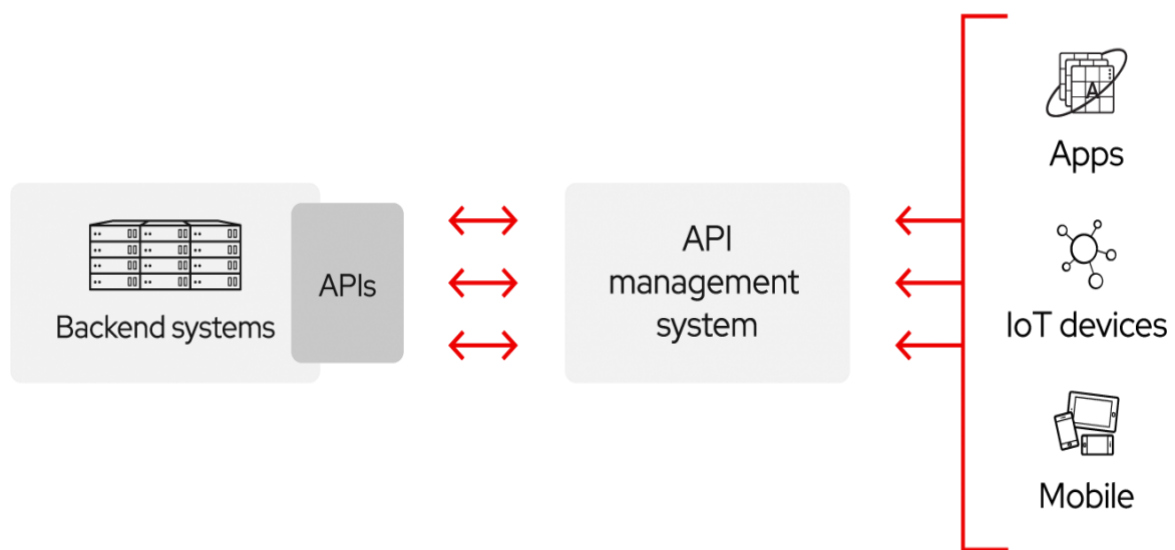 Backend systems
APIs
API
management
system
A
Apps
IoT devices
Mobile